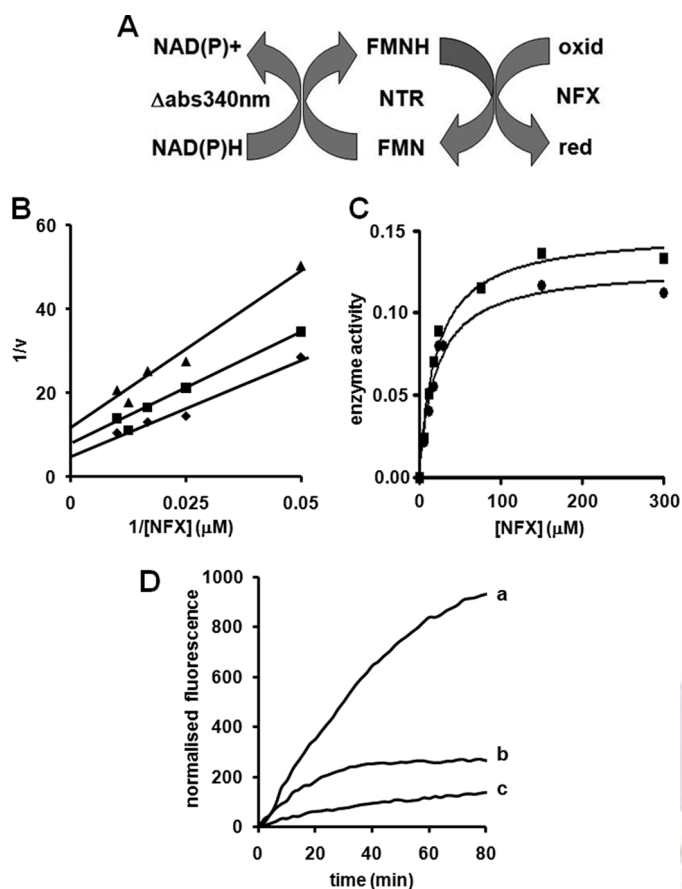 A
NAD(P)+ FMNH oxid
Δabs340nm NTR NFX
NAD(P)H FMN red
B
60
40
20
0
1/v
0 0.025 0.05
1/[NFX] (μM)
C
0.15
0.10
0.05
0.00
enzyme activity
0 100 200 300
[NFX] (μM)
D
1000
800
600
400
200
0
normalised fluorescence
a
b
c
0 20 40 60 80
time (min)